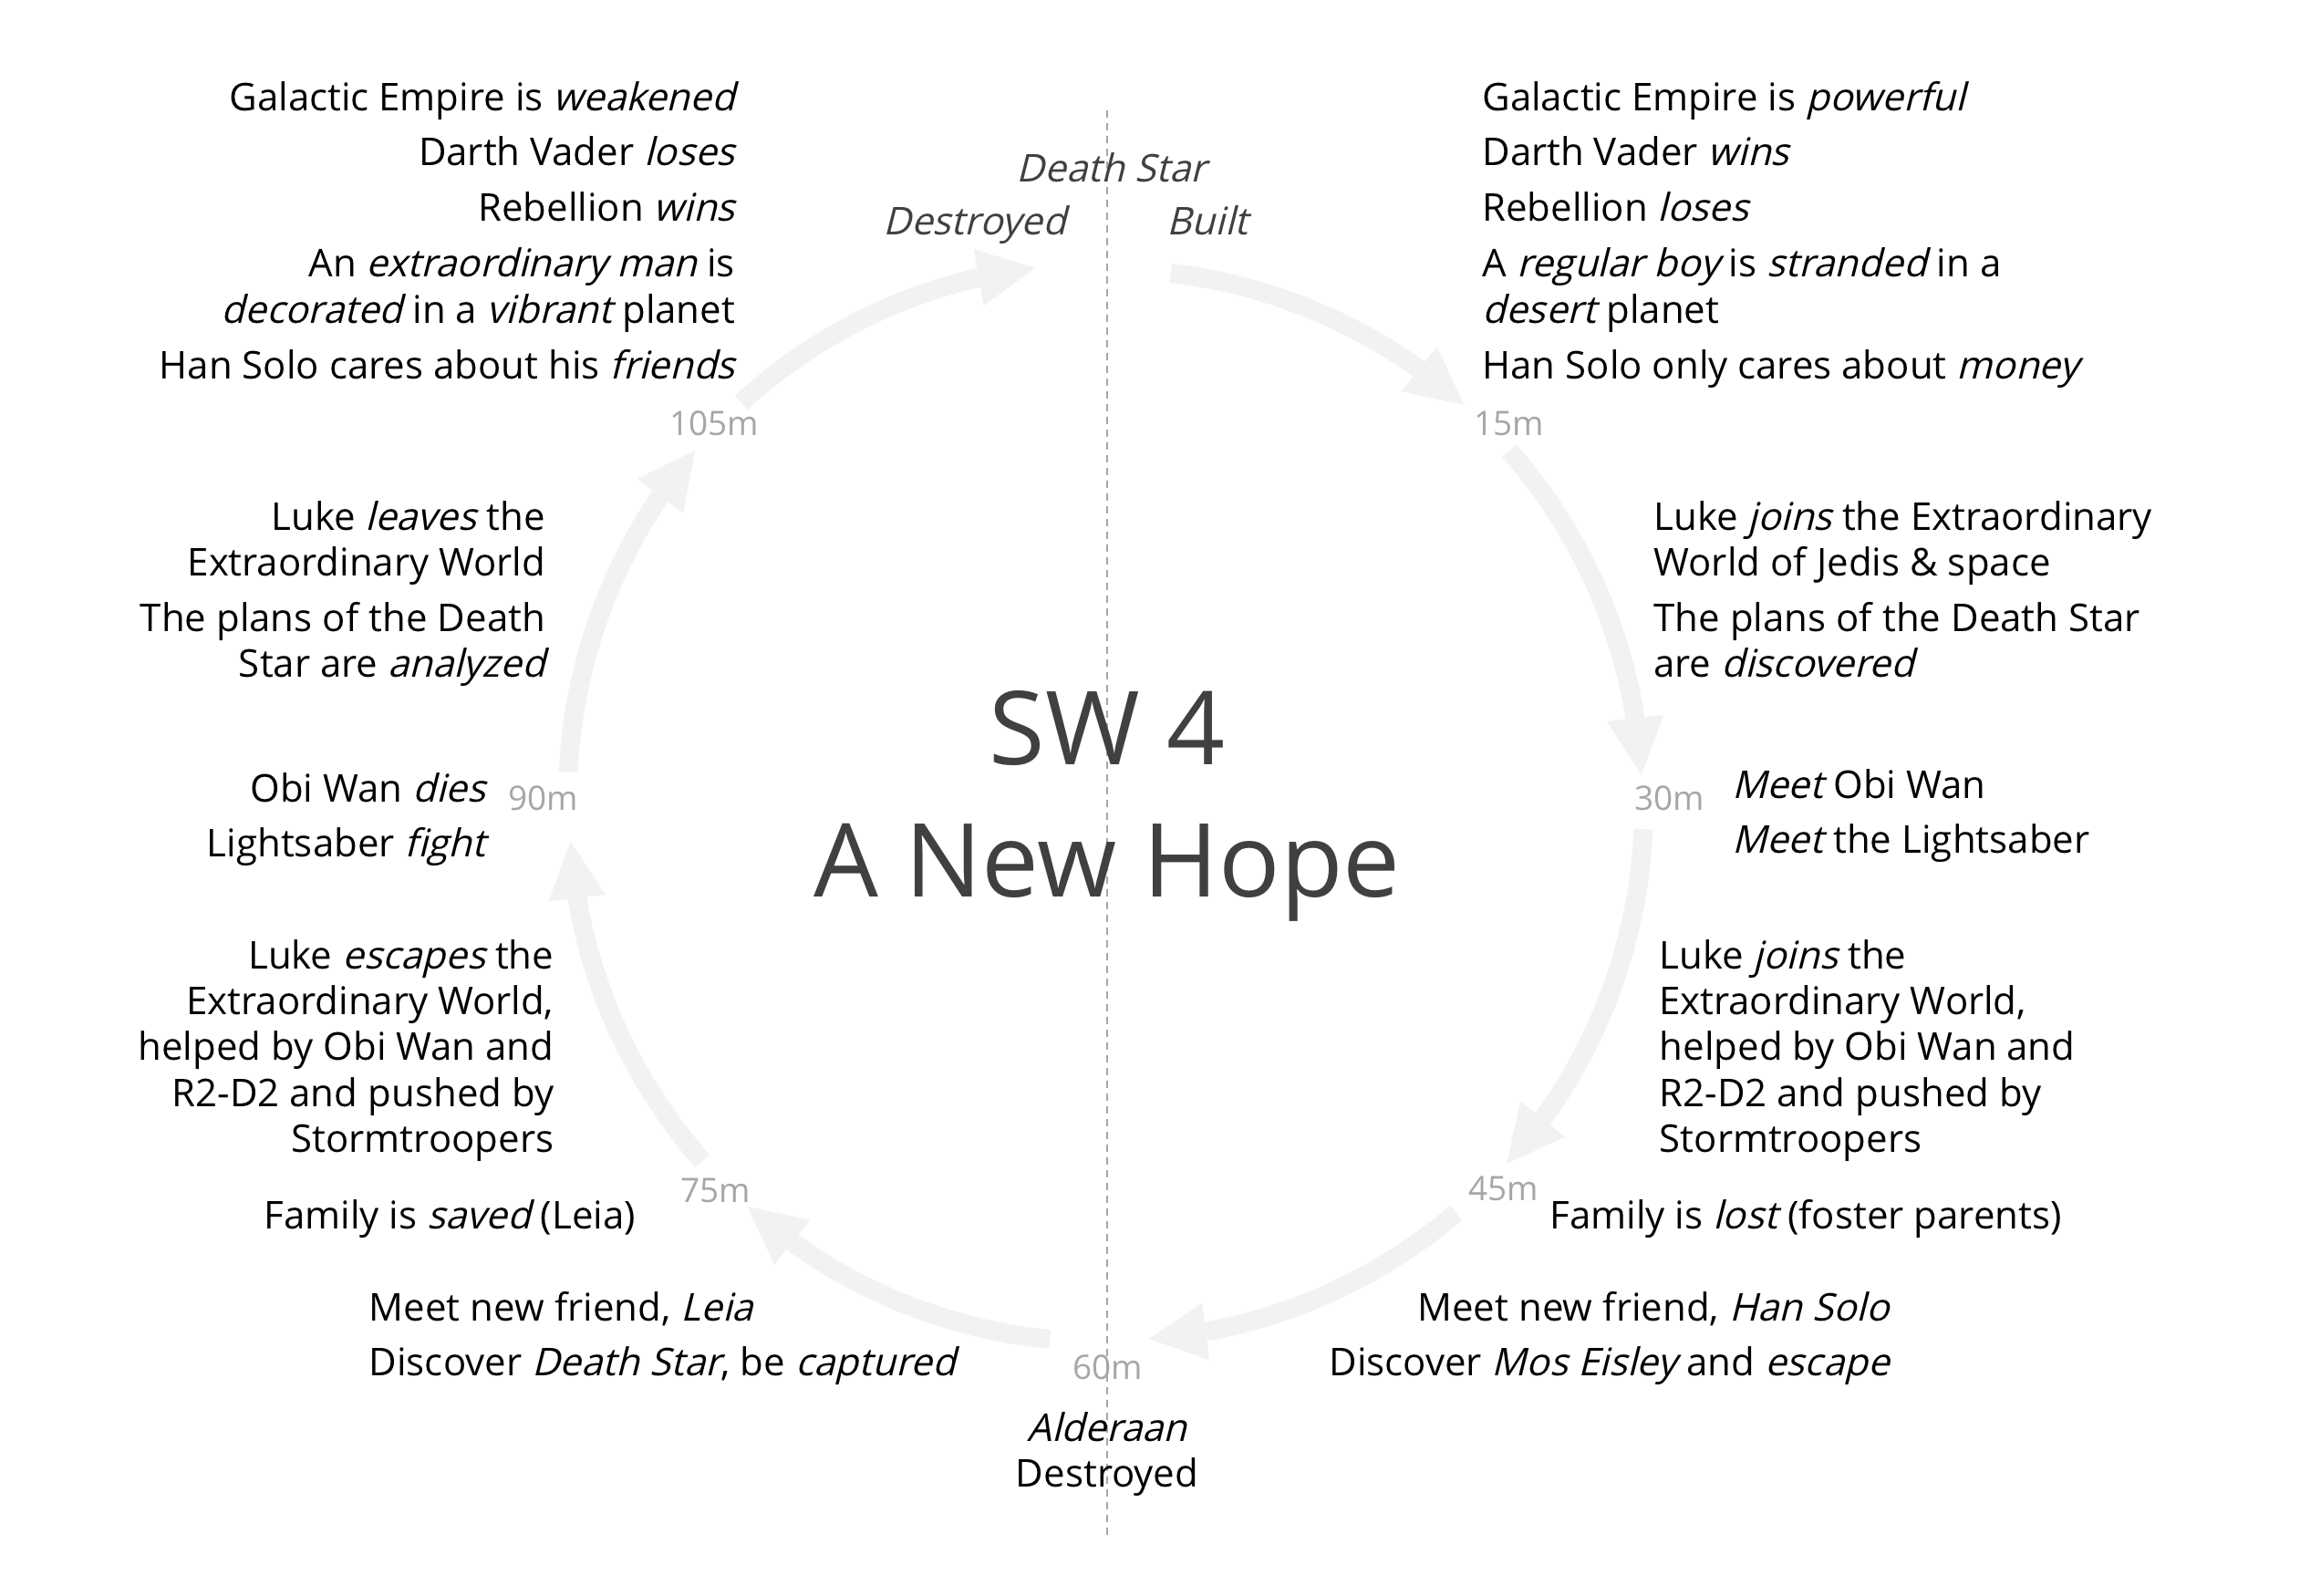 Death Star
Destroyed
Built
Galactic Empire is powerful
Darth Vader wins
Rebellion loses
A regular boy is stranded in a
desert planet
Han Solo only cares about money
15m
Luke joins the Extraordinary
World of Jedis & space
The plans of the Death Star
are discovered
30m
Meet Obi Wan
Meet the Lightsaber
Luke joins the
Extraordinary World,
helped by Obi Wan and
R2-D2 and pushed by
Stormtroopers
45m
Family is lost (foster parents)
Meet new friend, Han Solo
Discover Mos Eisley and escape
60m
Alderaan
Destroyed
Meet new friend, Leia
Discover Death Star, be captured
75m
Family is saved (Leia)
Luke escapes the
Extraordinary World,
helped by Obi Wan and
R2-D2 and pushed by
Stormtroopers
90m
Obi Wan dies
Lightsaber fight
Luke leaves the
Extraordinary World
The plans of the Death
Star are analyzed
105m
Galactic Empire is weakened
Darth Vader loses
Rebellion wins
An extraordinary man is
decorated in a vibrant planet
Han Solo cares about his friends
SW 4
A New Hope